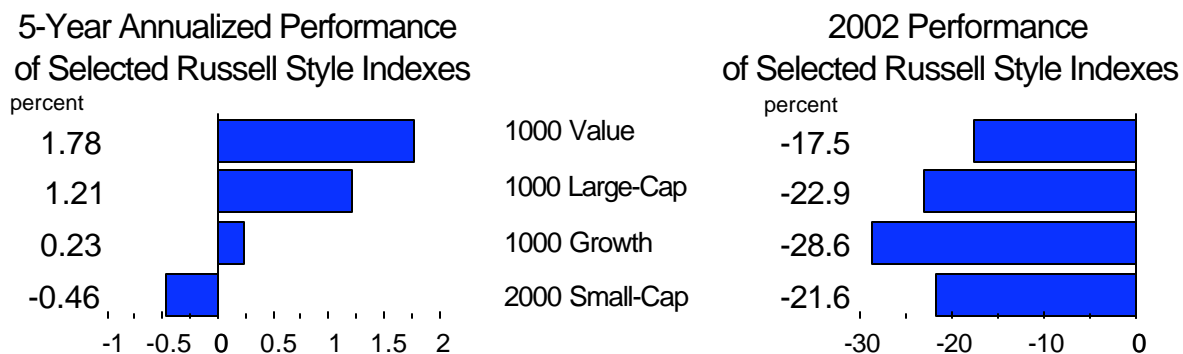 5-Year Annualized Performance
of Selected Russell Style Indexes
percent
1.78
1.21
0.23
-0.46
-1 -0.5 0 0.5 1 1.5 2
1000 Value
1000 Large-Cap
1000 Growth
2000 Small-Cap
2002 Performance
of Selected Russell Style Indexes
percent
-17.5
-22.9
-28.6
-21.6
-30 -20 -10 0